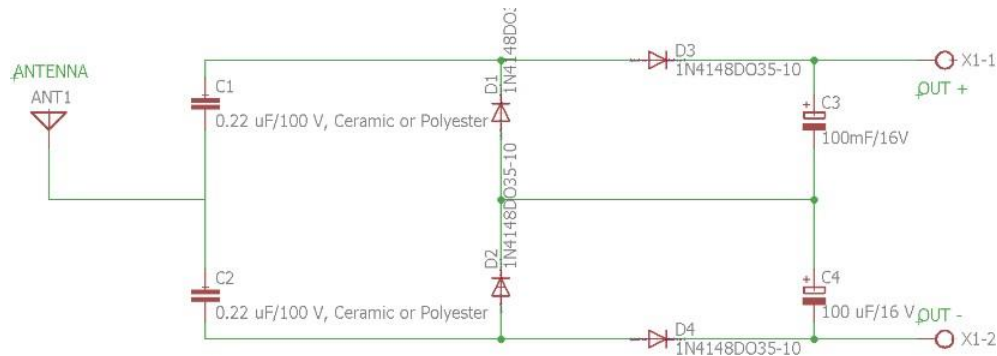 ANTENNA
ANT1
C1
0.22 uF/100 V, Ceramic or Polyester
D1
D3
1N4148DO35-10
X1-1
OUT +
C3
100mF/16V
1N4148DO35-10
D2
C2
0.22 uF/100 V, Ceramic or Polyester
C4
100 uF/16 V
OUT -
D4
1N4148DO35-10
X1-2